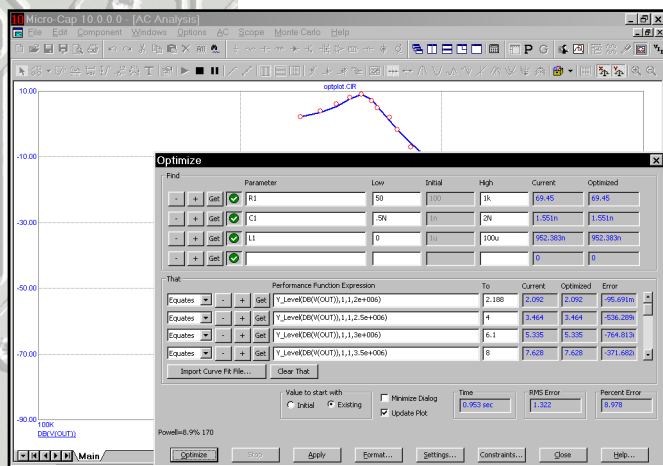 10 Micro-Cap 10.0.0.0 - [AC Analysis]
File Edit Component Windows Options AC Scope Monte Carlo Help
optplot.CIR
10.00
-10.00
-30.00
-50.00
-70.00
-90.00
100K
DB(V(OUT))
Main
Optimize
Find
Parameter Low Initial High Current Optimized
- + Get R1 50 100 1k 69.45 69.45
- + Get C1 .5N 1n 2N 1.551n 1.551n
- + Get L1 0 1u 100u 952.383n 952.383n
- + Get 0 0
That
Performance Function Expression To Current Optimized Error
Equates - + Get Y_Level(DB(V(OUT)),1,1,2e+006) 2.188 2.092 2.092 -95.691m
Equates - + Get Y_Level(DB(V(OUT)),1,1,2.5e+006) 4 3.464 3.464 -536.289
Equates - + Get Y_Level(DB(V(OUT)),1,1,3e+006) 6.1 5.335 5.335 -764.813
Equates - + Get Y_Level(DB(V(OUT)),1,1,3.5e+006) 8 7.628 7.628 -371.682
Import Curve Fit File... Clear That
Value to start with
Initial Existing
Minimize Dialog
Update Plot
Time
0.953 sec
RMS Error
1.322
Percent Error
8.978
Powell=8.9% 170
Optimize Stop Apply Format... Settings... Constraints... Close Help...